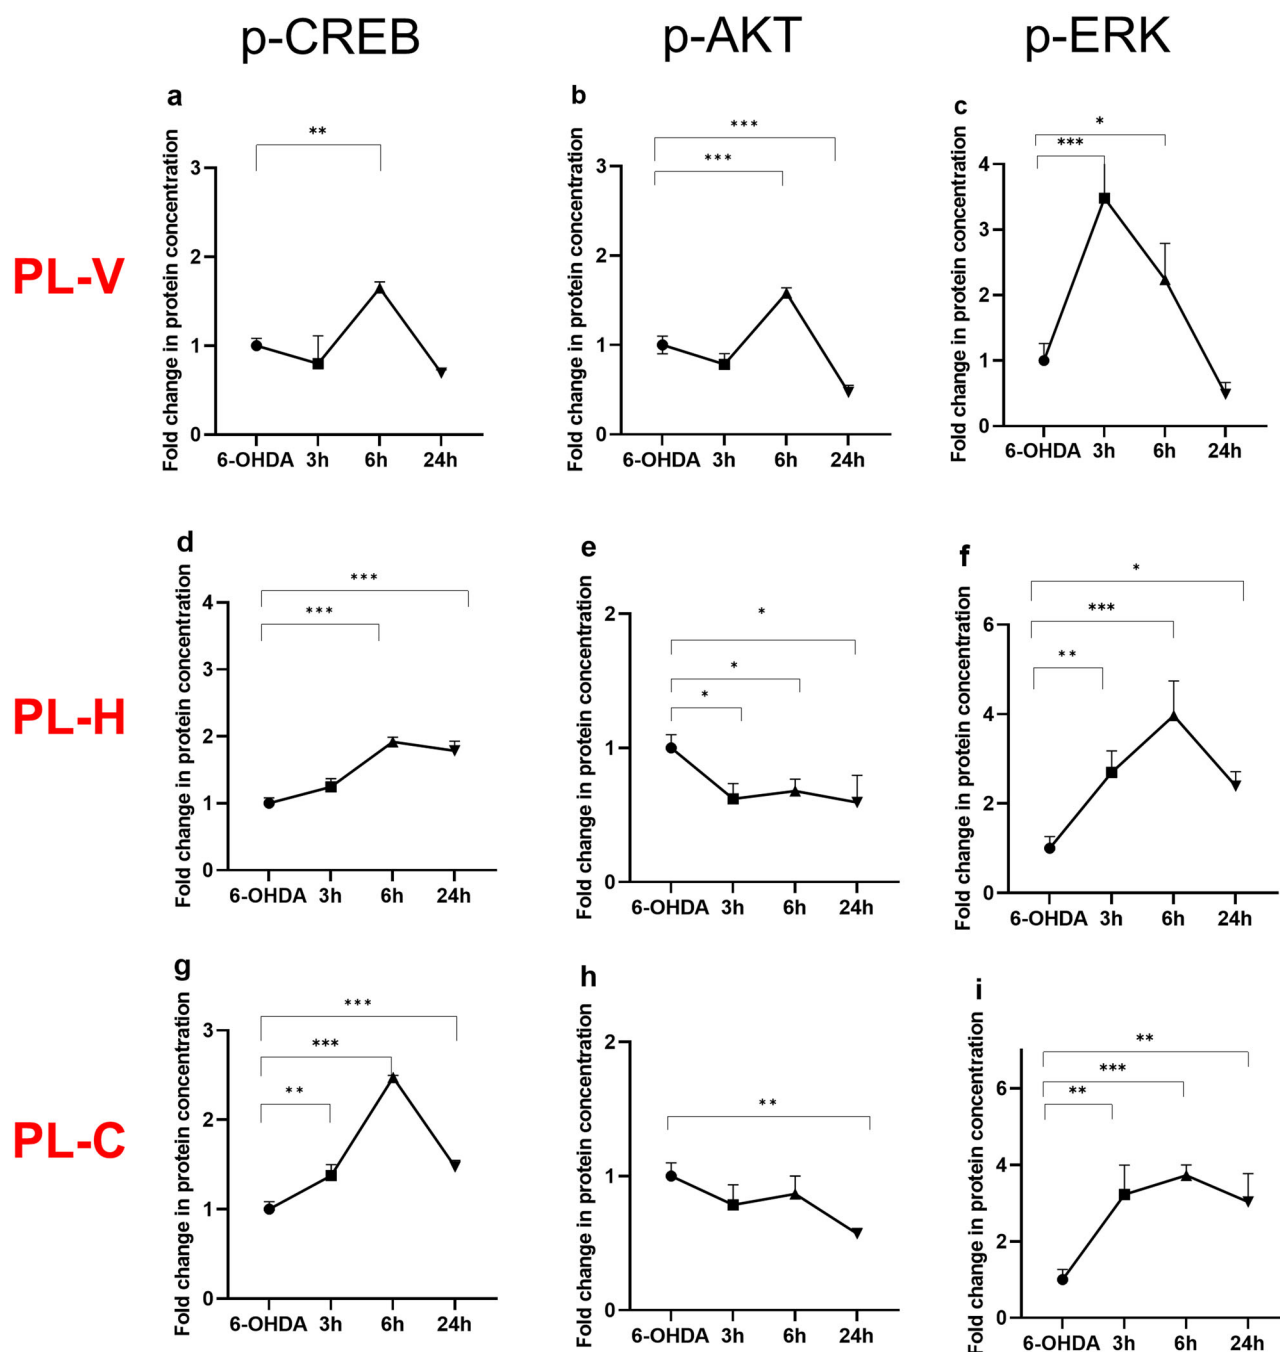 p-CREB p-AKT p-ERK
PL-V
a
Fold change in protein concentration
**
3
2
1
0
6-OHDA 3h 6h 24h
b
Fold change in protein concentration
***
***
3
2
1
0
6-OHDA 3h 6h 24h
c
Fold change in protein concentration
*
***
4
3
2
1
0
6-OHDA 3h 6h 24h
PL-H
d
Fold change in protein concentration
***
***
4
3
2
1
0
6-OHDA 3h 6h 24h
e
Fold change in protein concentration
*
*
*
2
1
0
6-OHDA 3h 6h 24h
f
Fold change in protein concentration
*
***
**
6
4
2
0
6-OHDA 3h 6h 24h
PL-C
g
Fold change in protein concentration
***
***
**
3
2
1
0
6-OHDA 3h 6h 24h
h
Fold change in protein concentration
**
2
1
0
6-OHDA 3h 6h 24h
i
Fold change in protein concentration
**
***
**
6
4
2
0
6-OHDA 3h 6h 24h